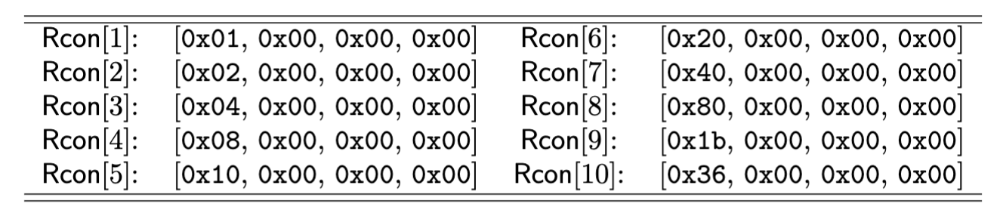 Rcon[1]: [0x01, 0x00, 0x00, 0x00] Rcon[6]: [0x20, 0x00, 0x00, 0x00]
Rcon[2]: [0x02, 0x00, 0x00, 0x00] Rcon[7]: [0x40, 0x00, 0x00, 0x00]
Rcon[3]: [0x04, 0x00, 0x00, 0x00] Rcon[8]: [0x80, 0x00, 0x00, 0x00]
Rcon[4]: [0x08, 0x00, 0x00, 0x00] Rcon[9]: [0x1b, 0x00, 0x00, 0x00]
Rcon[5]: [0x10, 0x00, 0x00, 0x00] Rcon[10]: [0x36, 0x00, 0x00, 0x00]